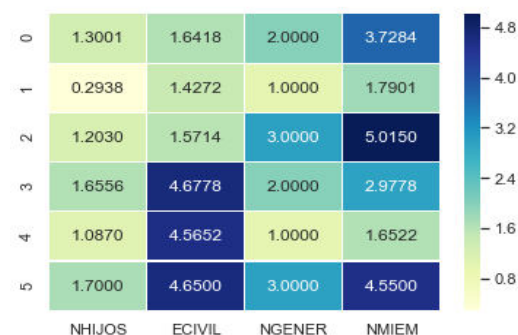 4.8
0 1.3001 1.6418 2.0000 3.7284
4.0
1 0.2938 1.4272 1.0000 1.7901
3.2
2 1.2030 1.5714 3.0000 5.0150
2.4
3 1.6556 4.6778 2.0000 2.9778
1.6
4 1.0870 4.5652 1.0000 1.6522
0.8
5 1.7000 4.6500 3.0000 4.5500
NHIJOS ECIVIL NGENER NMIEM